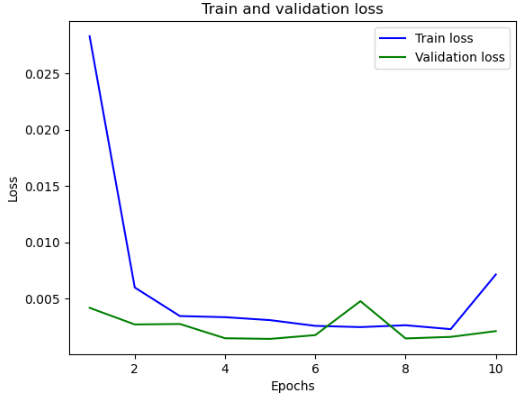 Train and validation loss
Train loss
Validation loss
0.025
0.020
0.015
0.010
0.005
Loss
2
4
6
8
10
Epochs